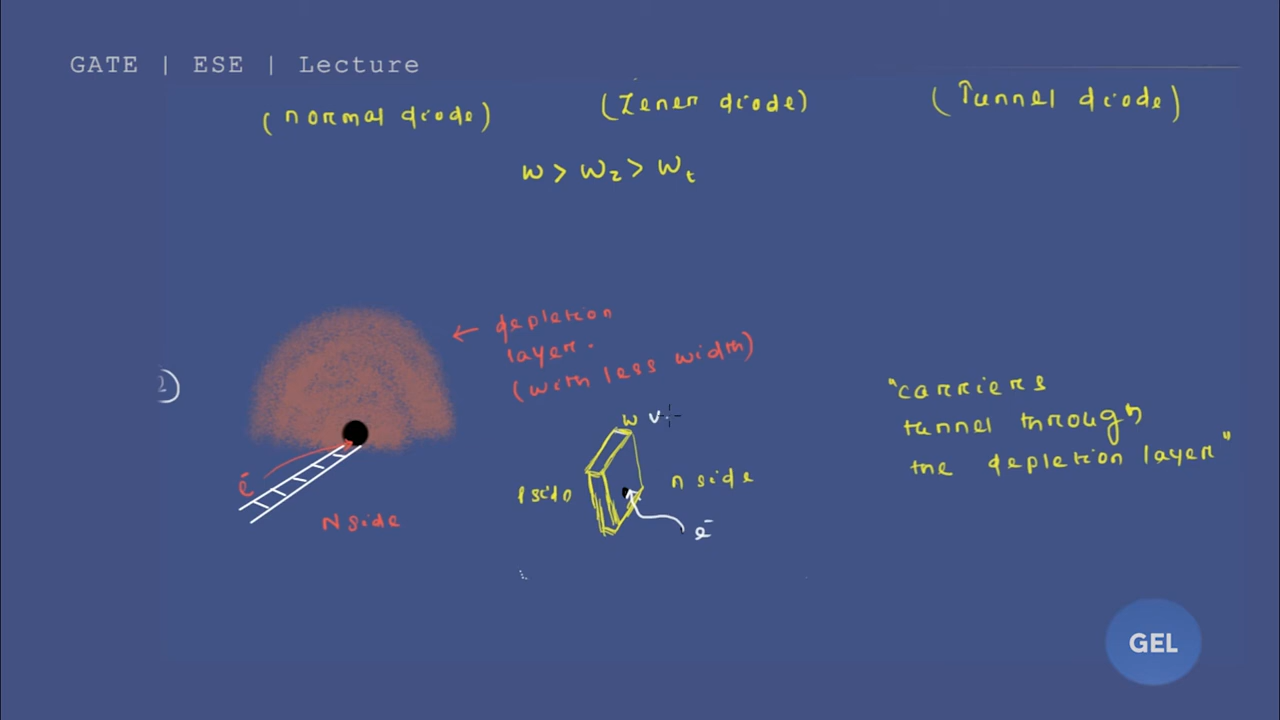 GATE | ESE | Lecture
(normal diode)
(Zener diode)
(Tunnel diode)
W > Wz > Wt
2)
← depletion
layer.
(with less width)
W V.
"carriers
tunnel through
the depletion layer"
P side
n side
e⁻
N side
e⁻
GEL